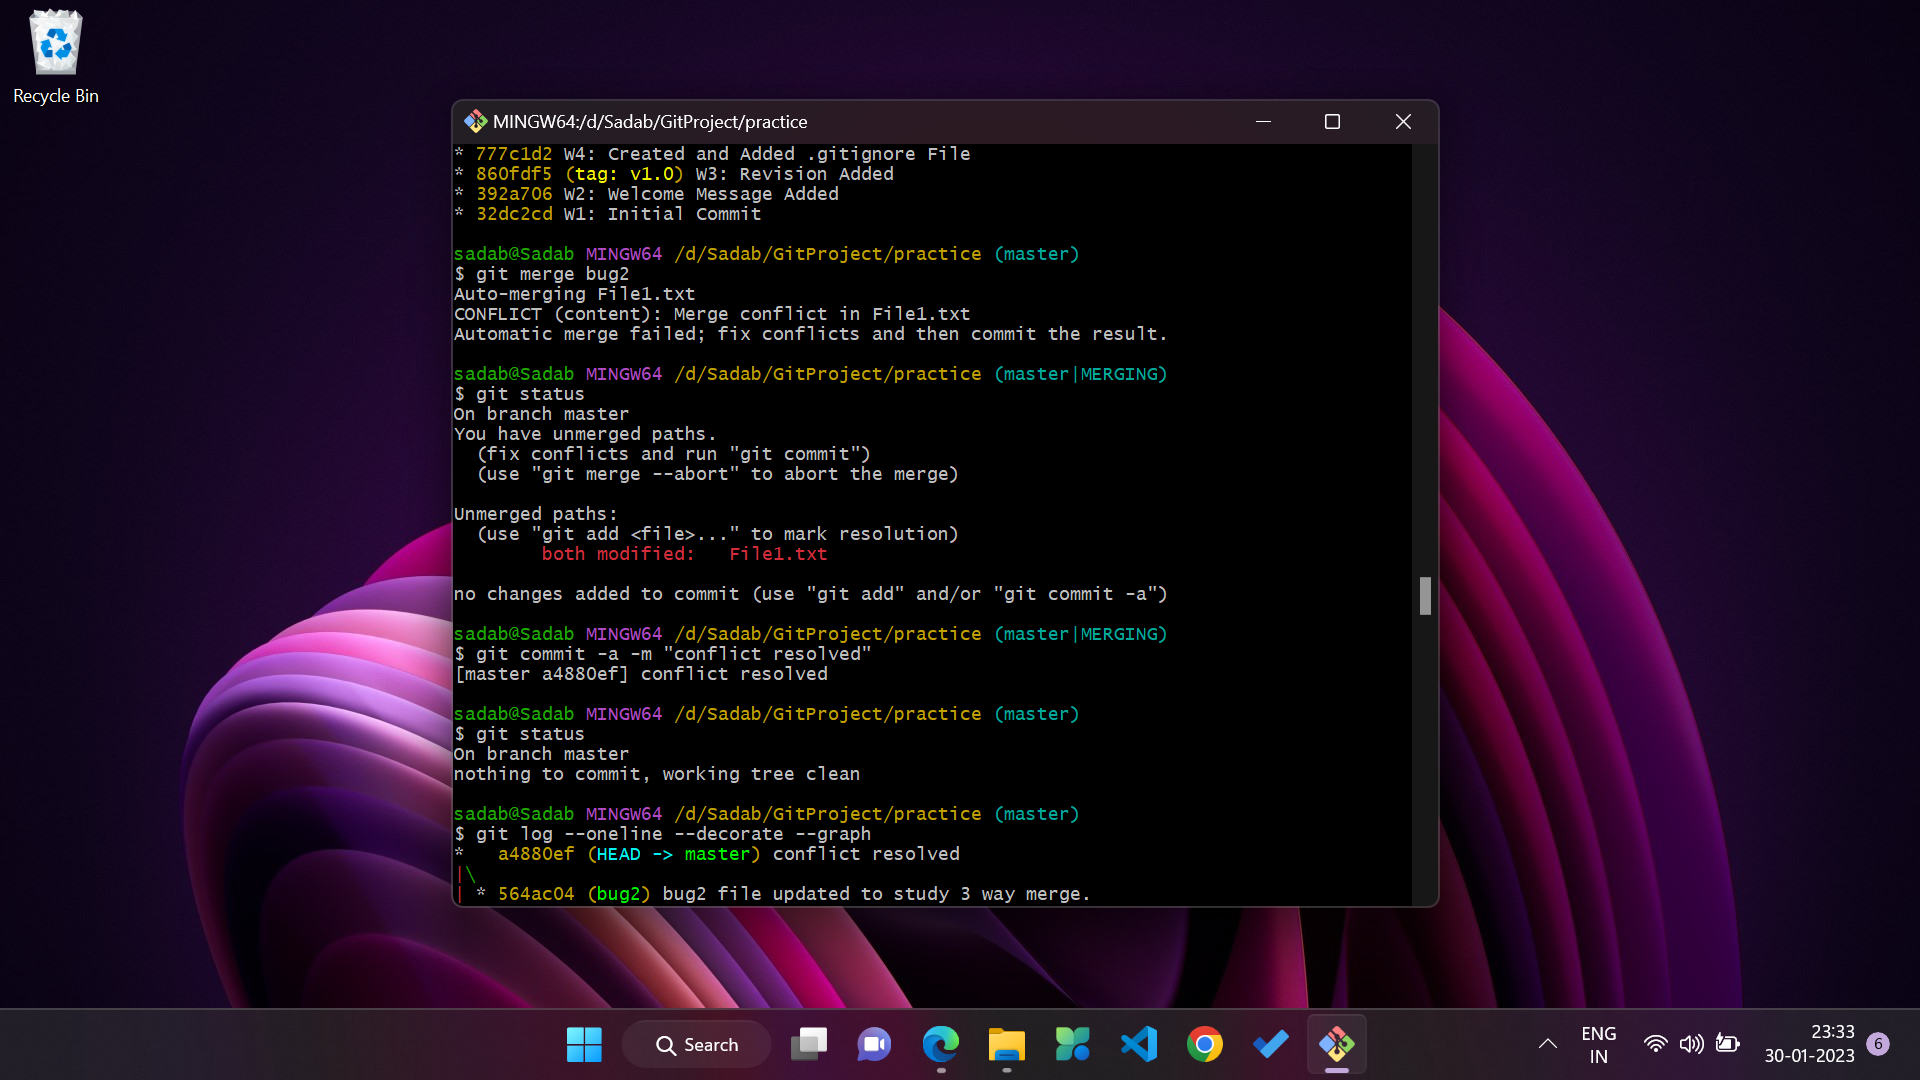 Recycle Bin
MINGW64:/d/Sadab/GitProject/practice
* 777c1d2 W4: Created and Added .gitignore File
* 860fdf5 (tag: v1.0) W3: Revision Added
* 392a706 W2: Welcome Message Added
* 32dc2cd W1: Initial Commit
sadab@Sadab MINGW64 /d/Sadab/GitProject/practice (master)
$ git merge bug2
Auto-merging File1.txt
CONFLICT (content): Merge conflict in File1.txt
Automatic merge failed; fix conflicts and then commit the result.
sadab@Sadab MINGW64 /d/Sadab/GitProject/practice (master|MERGING)
$ git status
On branch master
You have unmerged paths.
  (fix conflicts and run "git commit")
  (use "git merge --abort" to abort the merge)
Unmerged paths:
  (use "git add <file>..." to mark resolution)
        both modified:   File1.txt
no changes added to commit (use "git add" and/or "git commit -a")
sadab@Sadab MINGW64 /d/Sadab/GitProject/practice (master|MERGING)
$ git commit -a -m "conflict resolved"
[master a4880ef] conflict resolved
sadab@Sadab MINGW64 /d/Sadab/GitProject/practice (master)
$ git status
On branch master
nothing to commit, working tree clean
sadab@Sadab MINGW64 /d/Sadab/GitProject/practice (master)
$ git log --oneline --decorate --graph
*   a4880ef (HEAD -> master) conflict resolved
|\
| * 564ac04 (bug2) bug2 file updated to study 3 way merge.
Search
ENG
IN
23:33
30-01-2023
6